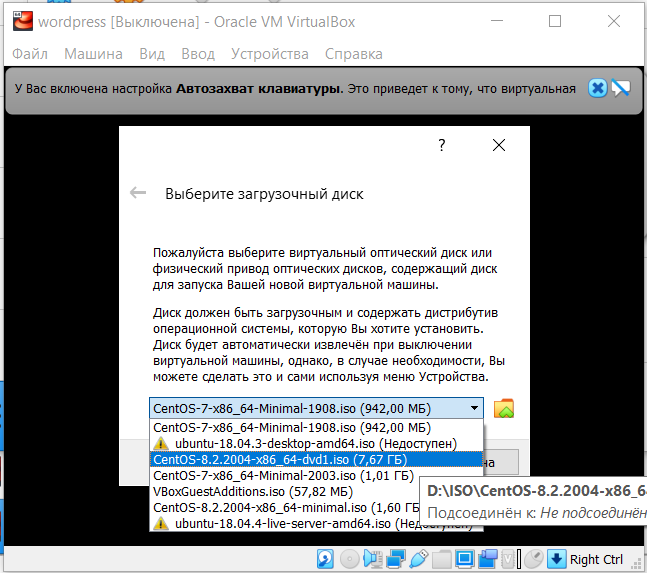 wordpress [Выключена] - Oracle VM VirtualBox
Файл Машина Вид Ввод Устройства Справка
У Вас включена настройка Автозахват клавиатуры. Это приведет к тому, что виртуальная
?
Выберите загрузочный диск
Пожалуйста выберите виртуальный оптический диск или
физический привод оптических дисков, содержащий диск
для запуска Вашей новой виртуальной машины.
Диск должен быть загрузочным и содержать дистрибутив
операционной системы, которую Вы хотите установить.
Диск будет автоматически извлечён при выключении
виртуальной машины, однако, в случае необходимости, Вы
можете сделать это и сами используя меню Устройства.
CentOS-7-x86_64-Minimal-1908.iso (942,00 МБ)
CentOS-7-x86_64-Minimal-1908.iso (942,00 МБ)
ubuntu-18.04.3-desktop-amd64.iso (Недоступен)
CentOS-8.2.2004-x86_64-dvd1.iso (7,67 ГБ)
CentOS-7-x86_64-Minimal-2003.iso (1,01 ГБ)
VBoxGuestAdditions.iso (57,82 МБ)
CentOS-8.2.2004-x86_64-minimal.iso (1,60 ГБ)
ubuntu-18.04.4-live-server-amd64.iso
D:\ISO\CentOS-8.2.2004-x86_64
Подсоединён к: Не подсоединён
Right Ctrl